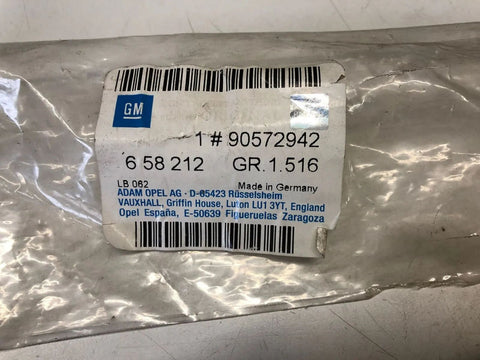 GM
1 # 90572942
6 58 212 GR.1.516
LB 062 Made in Germany
ADAM OPEL AG · D-65423 Rüsselsheim
VAUXHALL, Griffin House, Luton LU1 3YT, England
Opel España, E-50639 Figueruelas Zaragoza